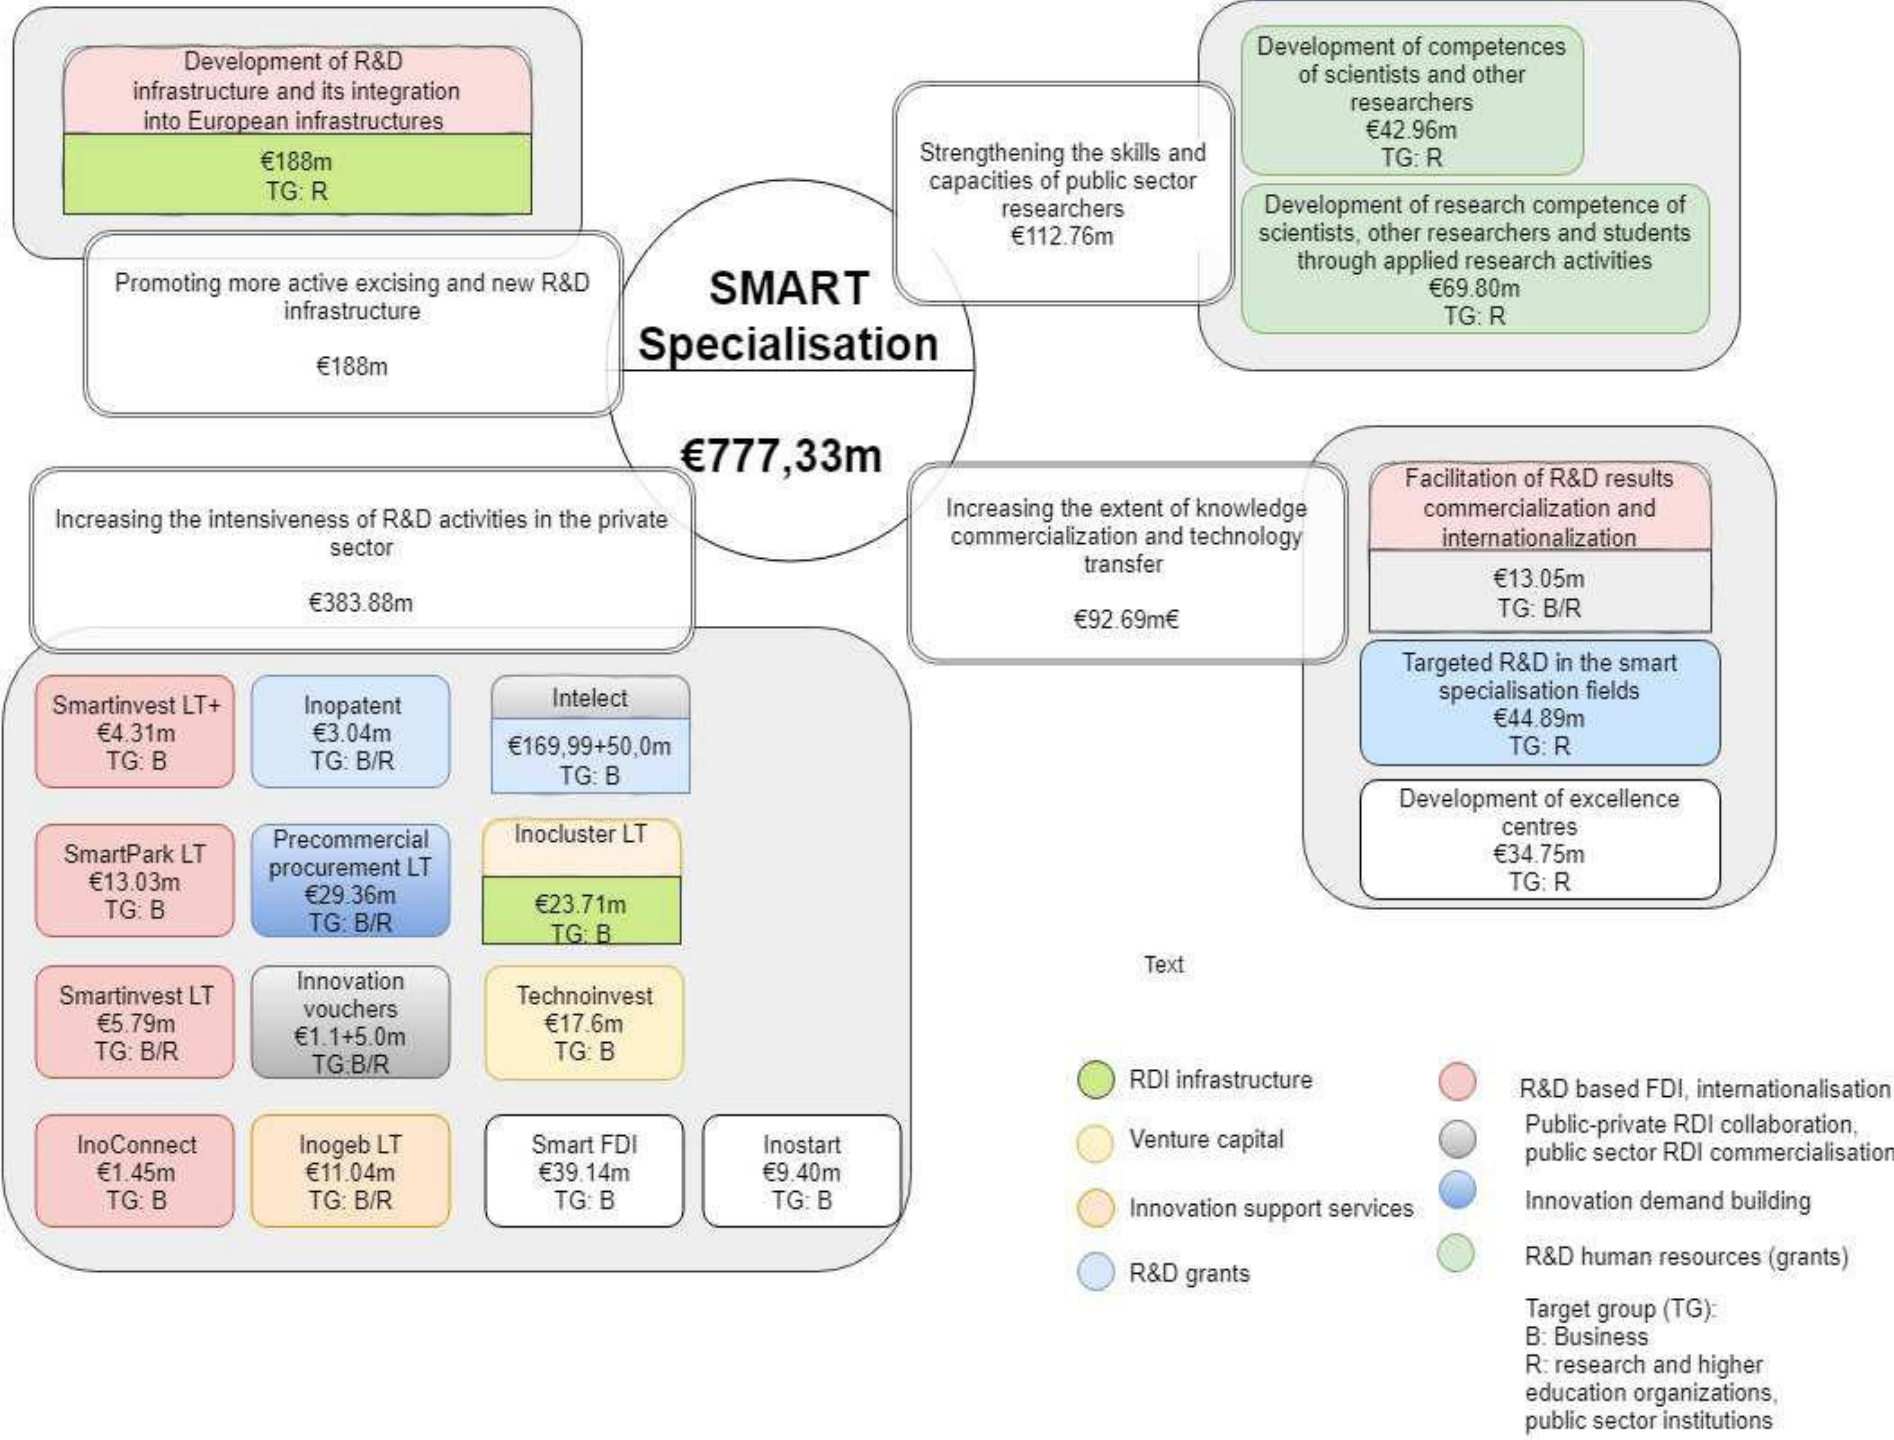 Development of R&D
infrastructure and its integration
into European infrastructures
€188m
TG: R
Promoting more active excising and new R&D
infrastructure
€188m
SMART
Specialisation
€777,33m
Strengthening the skills and
capacities of public sector
researchers
€112.76m
Development of competences
of scientists and other
researchers
€42.96m
TG: R
Development of research competence of
scientists, other researchers and students
through applied research activities
€69.80m
TG: R
Increasing the intensiveness of R&D activities in the private
sector
€383.88m
Increasing the extent of knowledge
commercialization and technology
transfer
€92.69m€
Facilitation of R&D results
commercialization and
internationalization
€13.05m
TG: B/R
Targeted R&D in the smart
specialisation fields
€44.89m
TG: R
Development of excellence
centres
€34.75m
TG: R
Smartinvest LT+
€4.31m
TG: B
Inopatent
€3.04m
TG: B/R
Intelect
€169,99+50,0m
TG: B
SmartPark LT
€13.03m
TG: B
Precommercial
procurement LT
€29.36m
TG: B/R
Inocluster LT
€23.71m
TG: B
Smartinvest LT
€5.79m
TG: B/R
Innovation
vouchers
€1.1+5.0m
TG:B/R
Technoinvest
€17.6m
TG: B
InoConnect
€1.45m
TG: B
Inogeb LT
€11.04m
TG: B/R
Smart FDI
€39.14m
TG: B
Inostart
€9.40m
TG: B
Text
RDI infrastructure
Venture capital
Innovation support services
R&D grants
R&D based FDI, internationalisation
Public-private RDI collaboration,
public sector RDI commercialisation
Innovation demand building
R&D human resources (grants)
Target group (TG):
B: Business
R: research and higher
education organizations,
public sector institutions